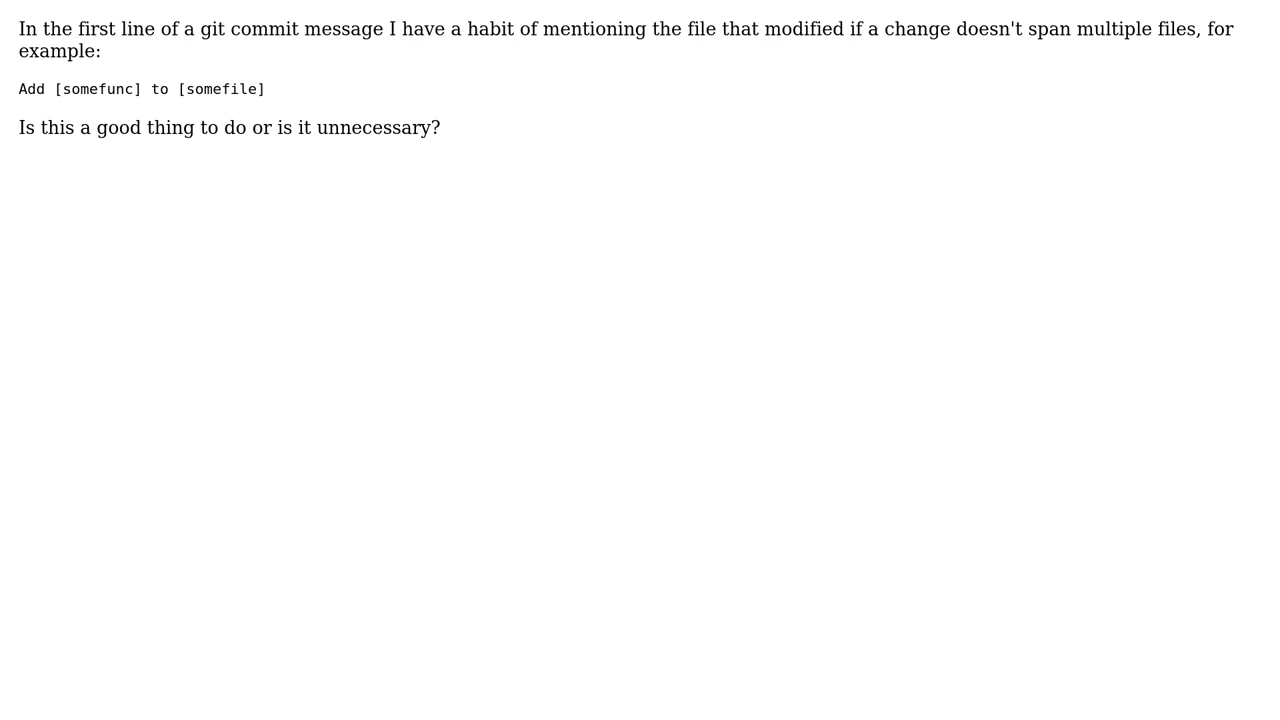 In the first line of a git commit message I have a habit of mentioning the file that modified if a change doesn't span multiple files, for
example:
Add [somefunc] to [somefile]
Is this a good thing to do or is it unnecessary?